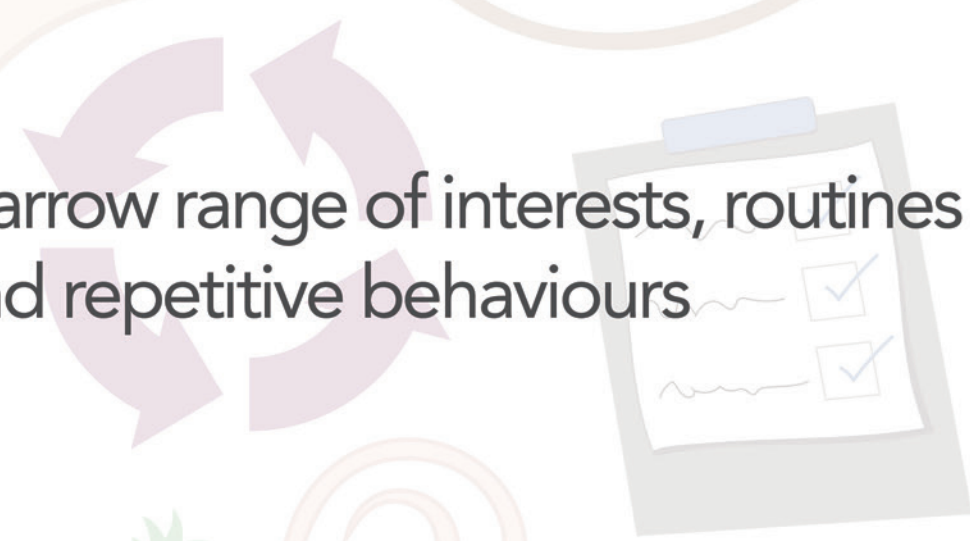 arrow range of interests, routines
d repetitive behaviours